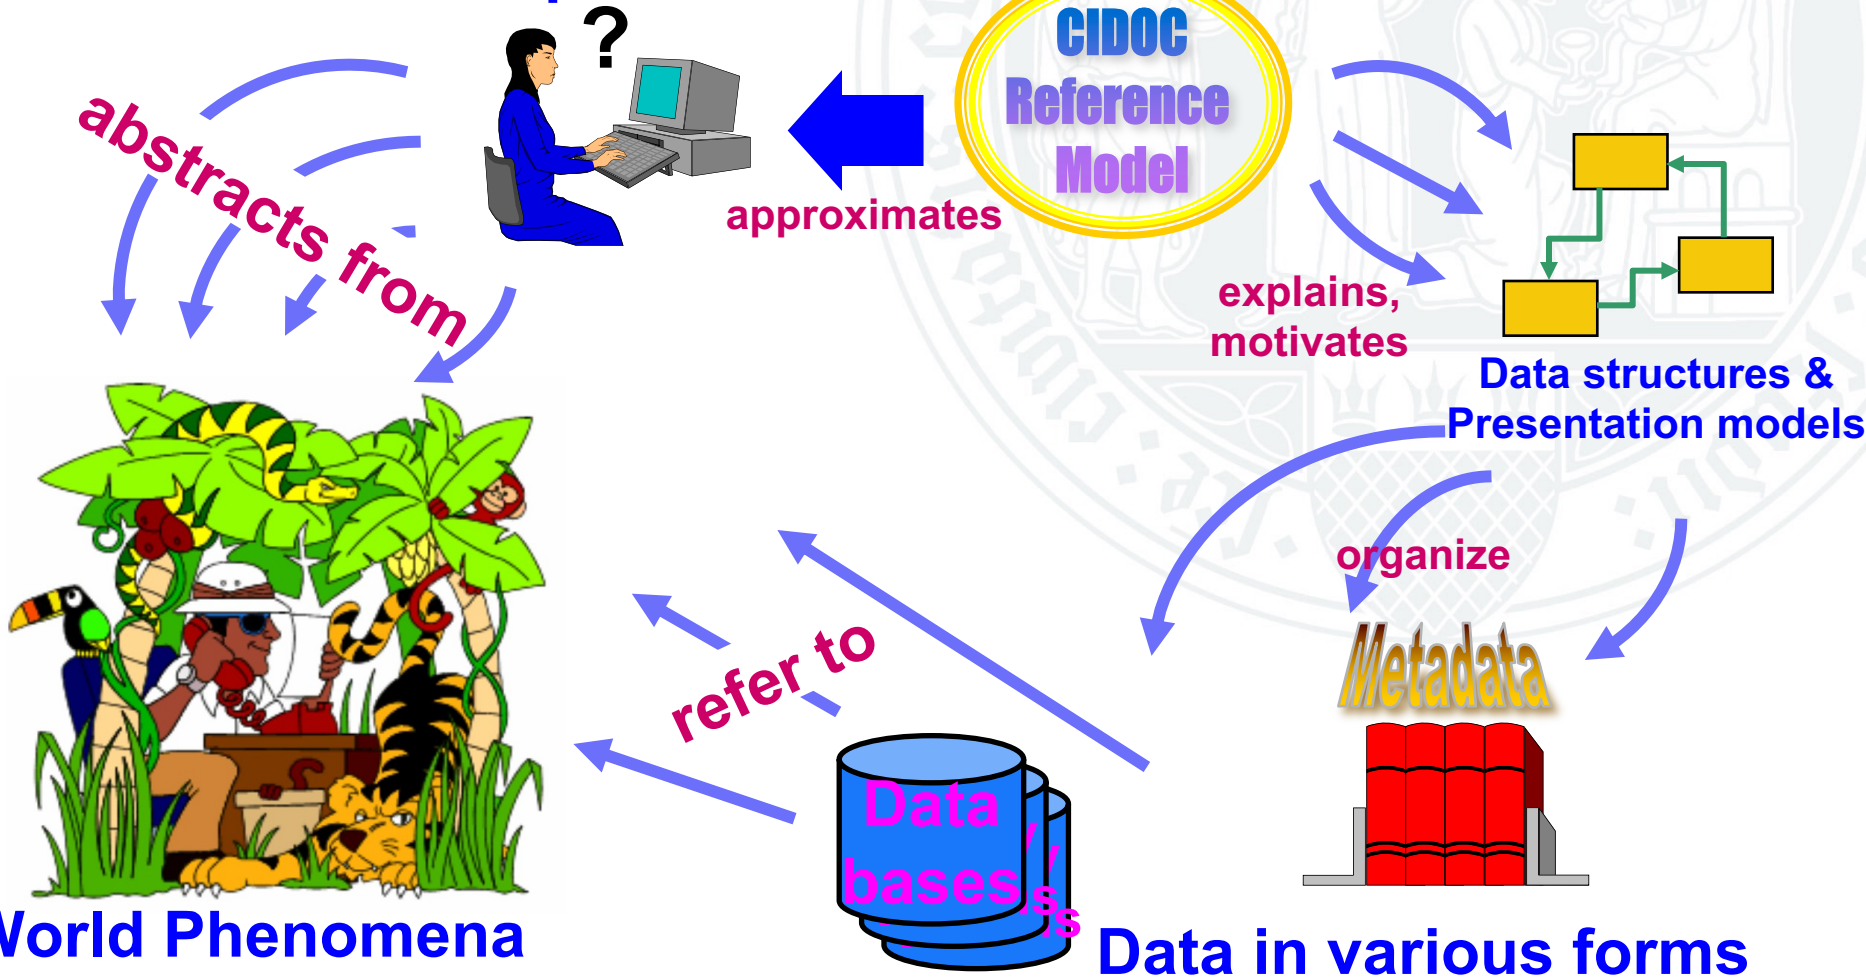 ?
CIDOC
Reference
Model
abstracts from
approximates
explains,
motivates
Data structures &
Presentation models
organize
refer to
Metadata
Data
bases
World Phenomena
Data in various forms